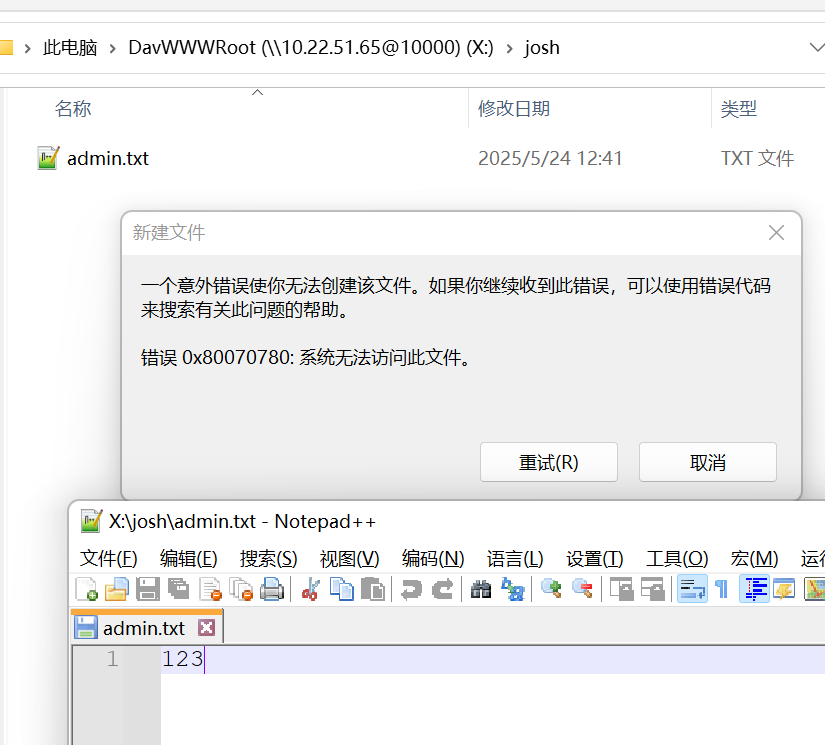 此电脑 > DavWWWRoot (\\10.22.51.65@10000) (X:) > josh
名称 修改日期 类型
admin.txt 2025/5/24 12:41 TXT 文件
新建文件
一个意外错误使你无法创建该文件。如果你继续收到此错误，可以使用错误代码
来搜索有关此问题的帮助。
错误 0x80070780: 系统无法访问此文件。
重试(R) 取消
X:\josh\admin.txt - Notepad++
文件(F) 编辑(E) 搜索(S) 视图(V) 编码(N) 语言(L) 设置(T) 工具(O) 宏(M) 运行
admin.txt
1 123